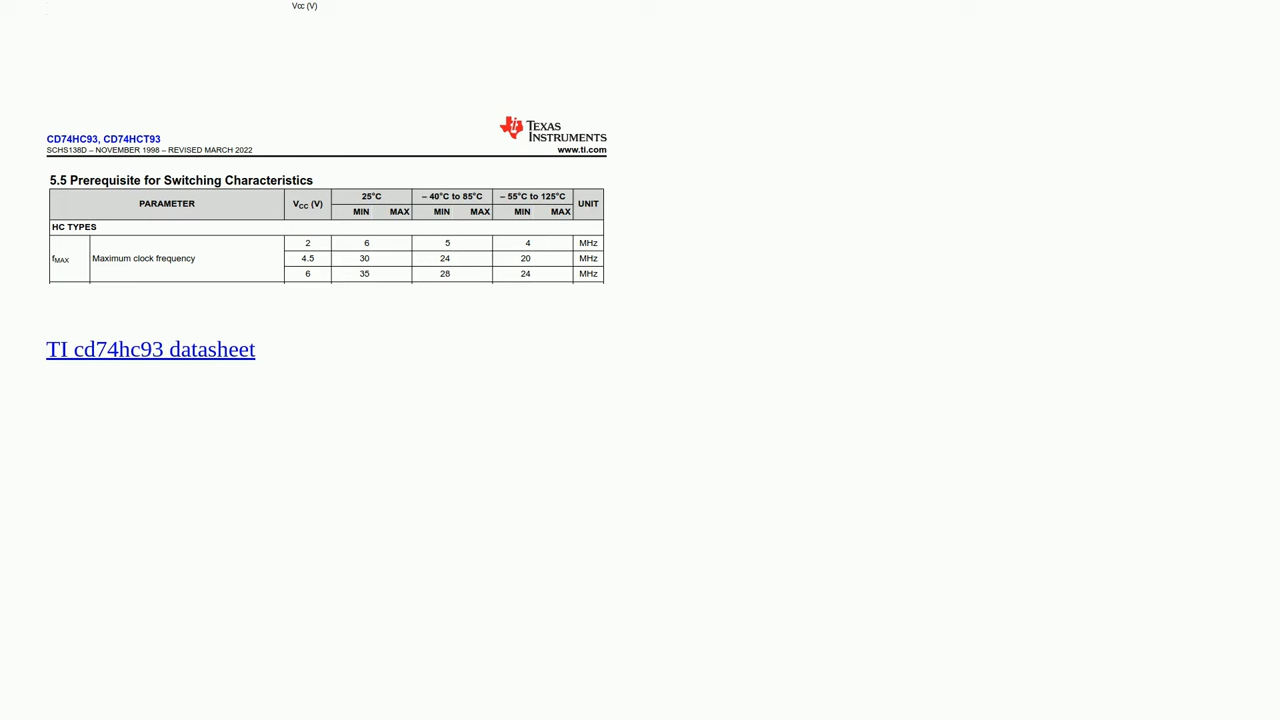 Vcc (V)
TEXAS
INSTRUMENTS
CD74HC93, CD74HCT93
SCHS138D – NOVEMBER 1998 – REVISED MARCH 2022
www.ti.com
5.5 Prerequisite for Switching Characteristics
PARAMETER VCC (V) 25°C – 40°C to 85°C – 55°C to 125°C UNIT
MIN MAX MIN MAX MIN MAX
HC TYPES
fMAX Maximum clock frequency 2 6 5 4 MHz
4.5 30 24 20 MHz
6 35 28 24 MHz
TI cd74hc93 datasheet